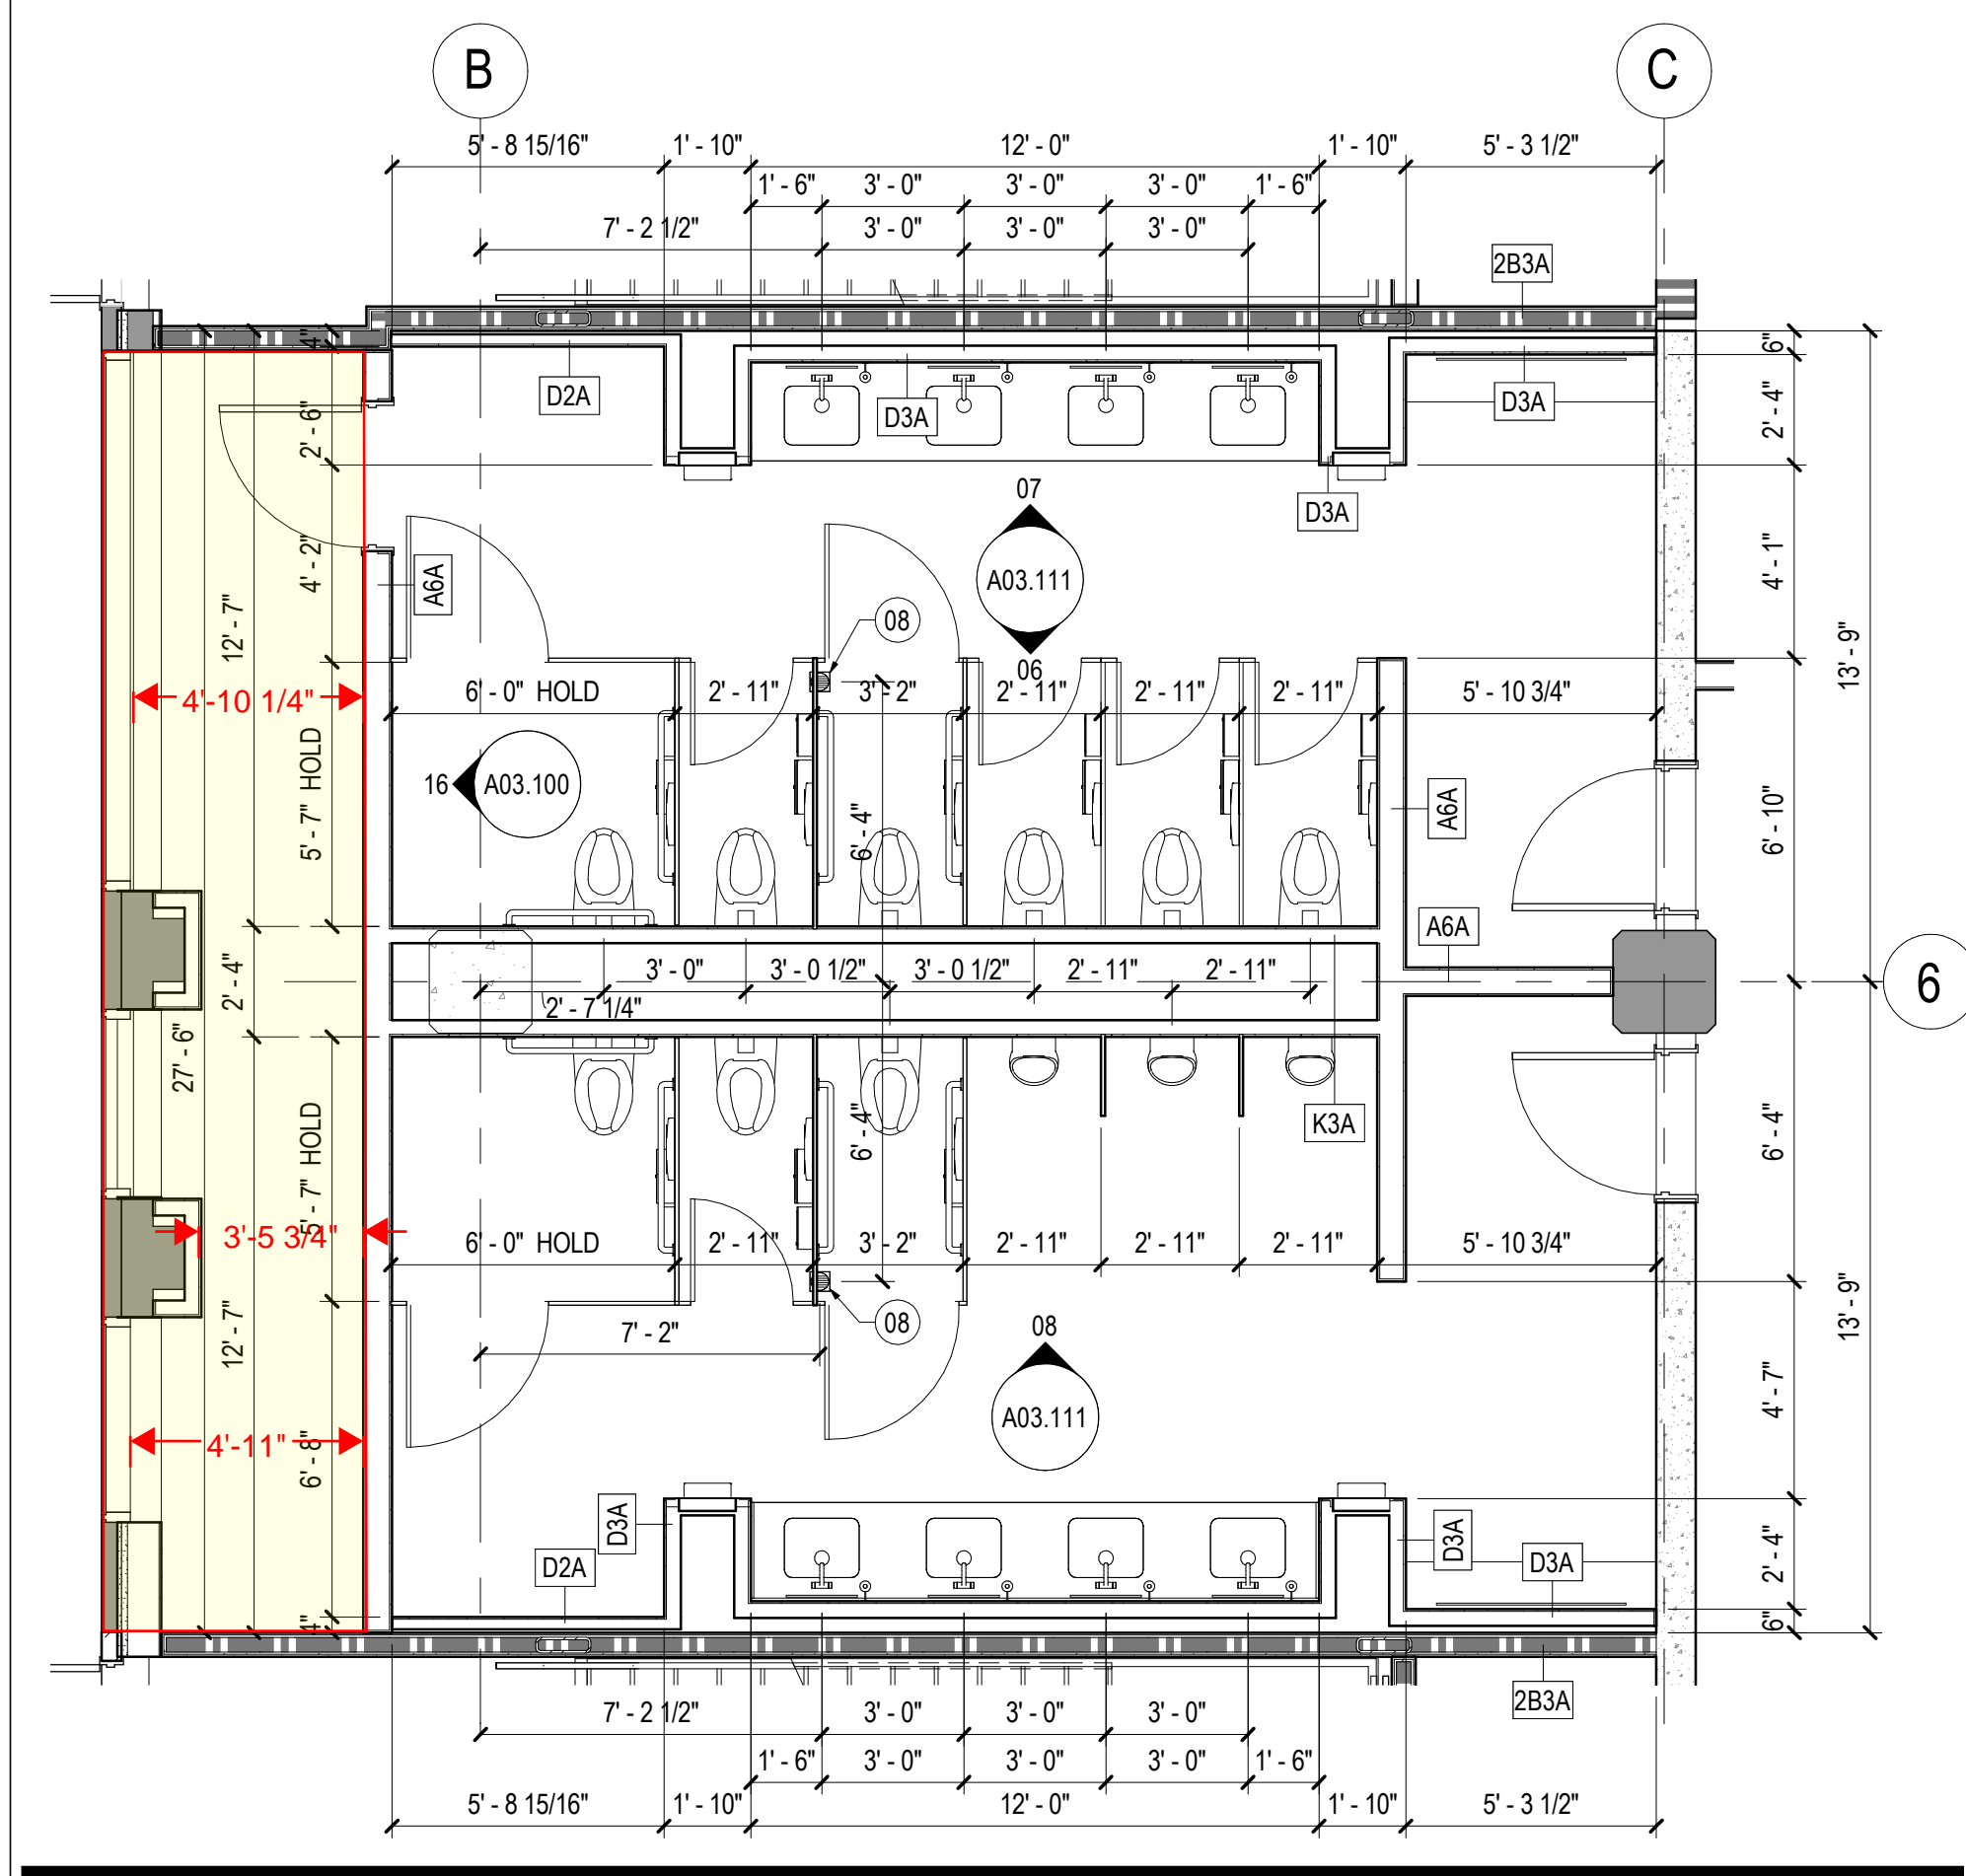 B C
5' - 8 15/16" 1' - 10" 12' - 0" 1' - 10" 5' - 3 1/2"
1' - 6" 3' - 0" 3' - 0" 3' - 0" 1' - 6"
7' - 2 1/2" 3' - 0" 3' - 0" 3' - 0"
2B3A
4" 6"
D2A D3A D3A
2' - 6" 2' - 4"
07 D3A
4' - 2" A6A A03.111 4' - 1"
08
12' - 7" 06 13' - 9"
4'-10 1/4" 6' - 0" HOLD 2' - 11" 3' - 2" 2' - 11" 2' - 11" 2' - 11" 5' - 10 3/4"
5' - 7" HOLD 16 A03.100 6' - 4" A6A 6' - 10"
A6A
2' - 4" 3' - 0" 3' - 0 1/2" 3' - 0 1/2" 2' - 11" 2' - 11" 6
2' - 7 1/4"
27' - 6"
K3A
5' - 7" HOLD 6' - 4" 6' - 4"
3'-5 3/4" 6' - 0" HOLD 2' - 11" 3' - 2" 2' - 11" 2' - 11" 2' - 11" 5' - 10 3/4"
12' - 7" 7' - 2" 08 08 13' - 9"
A03.111
4' - 7"
4'-11"
6' - 8"
D3A D3A
D2A D3A 2' - 4"
4" 6"
2B3A
7' - 2 1/2" 3' - 0" 3' - 0" 3' - 0"
1' - 6" 3' - 0" 3' - 0" 3' - 0" 1' - 6"
5' - 8 15/16" 1' - 10" 12' - 0" 1' - 10" 5' - 3 1/2"